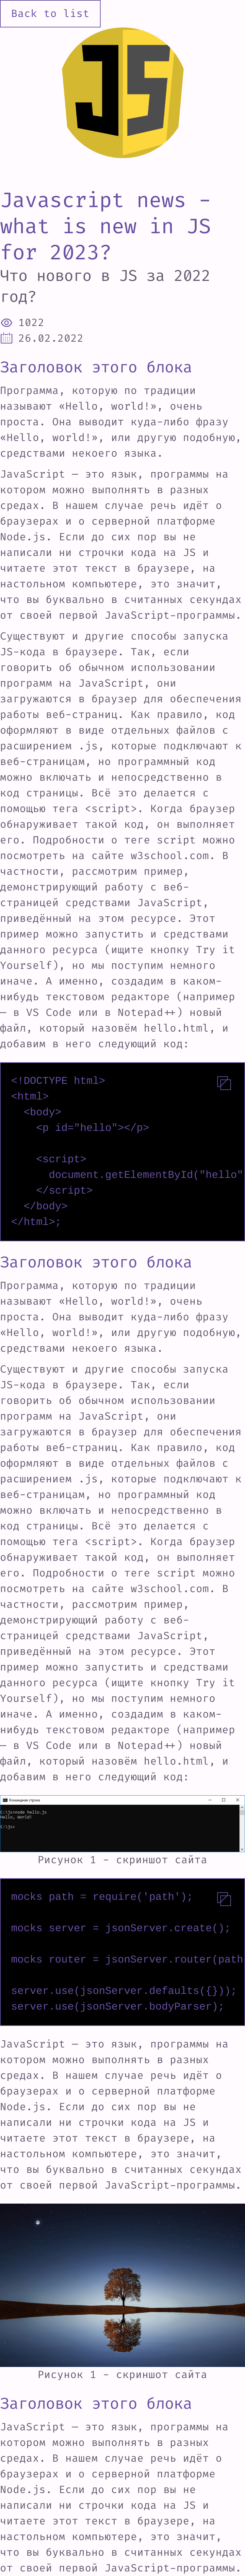 Back to list
JS
Javascript news -
what is new in JS
for 2023?
Что нового в JS за 2022
год?
1022
26.02.2022
Заголовок этого блока
Программа, которую по традиции
называют «Hello, world!», очень
проста. Она выводит куда-либо фразу
«Hello, world!», или другую подобную,
средствами некоего языка.
JavaScript — это язык, программы на
котором можно выполнять в разных
средах. В нашем случае речь идёт о
браузерах и о серверной платформе
Node.js. Если до сих пор вы не
написали ни строчки кода на JS и
читаете этот текст в браузере, на
настольном компьютере, это значит,
что вы буквально в считанных секундах
от своей первой JavaScript-программы.
Существуют и другие способы запуска
JS-кода в браузере. Так, если
говорить об обычном использовании
программ на JavaScript, они
загружаются в браузер для обеспечения
работы веб-страниц. Как правило, код
оформляют в виде отдельных файлов с
расширением .js, которые подключают к
веб-страницам, но программный код
можно включать и непосредственно в
код страницы. Всё это делается с
помощью тега <script>. Когда браузер
обнаруживает такой код, он выполняет
его. Подробности о теге script можно
посмотреть на сайте w3school.com. В
частности, рассмотрим пример,
демонстрирующий работу с веб-
страницей средствами JavaScript,
приведённый на этом ресурсе. Этот
пример можно запустить и средствами
данного ресурса (ищите кнопку Try it
Yourself), но мы поступим немного
иначе. А именно, создадим в каком-
нибудь текстовом редакторе (например
— в VS Code или в Notepad++) новый
файл, который назовём hello.html, и
добавим в него следующий код:
<!DOCTYPE html>
<html>
<body>
<p id="hello"></p>
<script>
document.getElementById("hello"
</script>
</body>
</html>;
Заголовок этого блока
Программа, которую по традиции
называют «Hello, world!», очень
проста. Она выводит куда-либо фразу
«Hello, world!», или другую подобную,
средствами некоего языка.
Существуют и другие способы запуска
JS-кода в браузере. Так, если
говорить об обычном использовании
программ на JavaScript, они
загружаются в браузер для обеспечения
работы веб-страниц. Как правило, код
оформляют в виде отдельных файлов с
расширением .js, которые подключают к
веб-страницам, но программный код
можно включать и непосредственно в
код страницы. Всё это делается с
помощью тега <script>. Когда браузер
обнаруживает такой код, он выполняет
его. Подробности о теге script можно
посмотреть на сайте w3school.com. В
частности, рассмотрим пример,
демонстрирующий работу с веб-
страницей средствами JavaScript,
приведённый на этом ресурсе. Этот
пример можно запустить и средствами
данного ресурса (ищите кнопку Try it
Yourself), но мы поступим немного
иначе. А именно, создадим в каком-
нибудь текстовом редакторе (например
— в VS Code или в Notepad++) новый
файл, который назовём hello.html, и
добавим в него следующий код:
Командная строка
C:\js>node hello.js
Hello, World!
C:\js>
Рисунок 1 - скриншот сайта
mocks path = require('path');
mocks server = jsonServer.create();
mocks router = jsonServer.router(path
server.use(jsonServer.defaults({}));
server.use(jsonServer.bodyParser);
JavaScript — это язык, программы на
котором можно выполнять в разных
средах. В нашем случае речь идёт о
браузерах и о серверной платформе
Node.js. Если до сих пор вы не
написали ни строчки кода на JS и
читаете этот текст в браузере, на
настольном компьютере, это значит,
что вы буквально в считанных секундах
от своей первой JavaScript-программы.
Рисунок 1 - скриншот сайта
Заголовок этого блока
JavaScript — это язык, программы на
котором можно выполнять в разных
средах. В нашем случае речь идёт о
браузерах и о серверной платформе
Node.js. Если до сих пор вы не
написали ни строчки кода на JS и
читаете этот текст в браузере, на
настольном компьютере, это значит,
что вы буквально в считанных секундах
от своей первой JavaScript-программы.